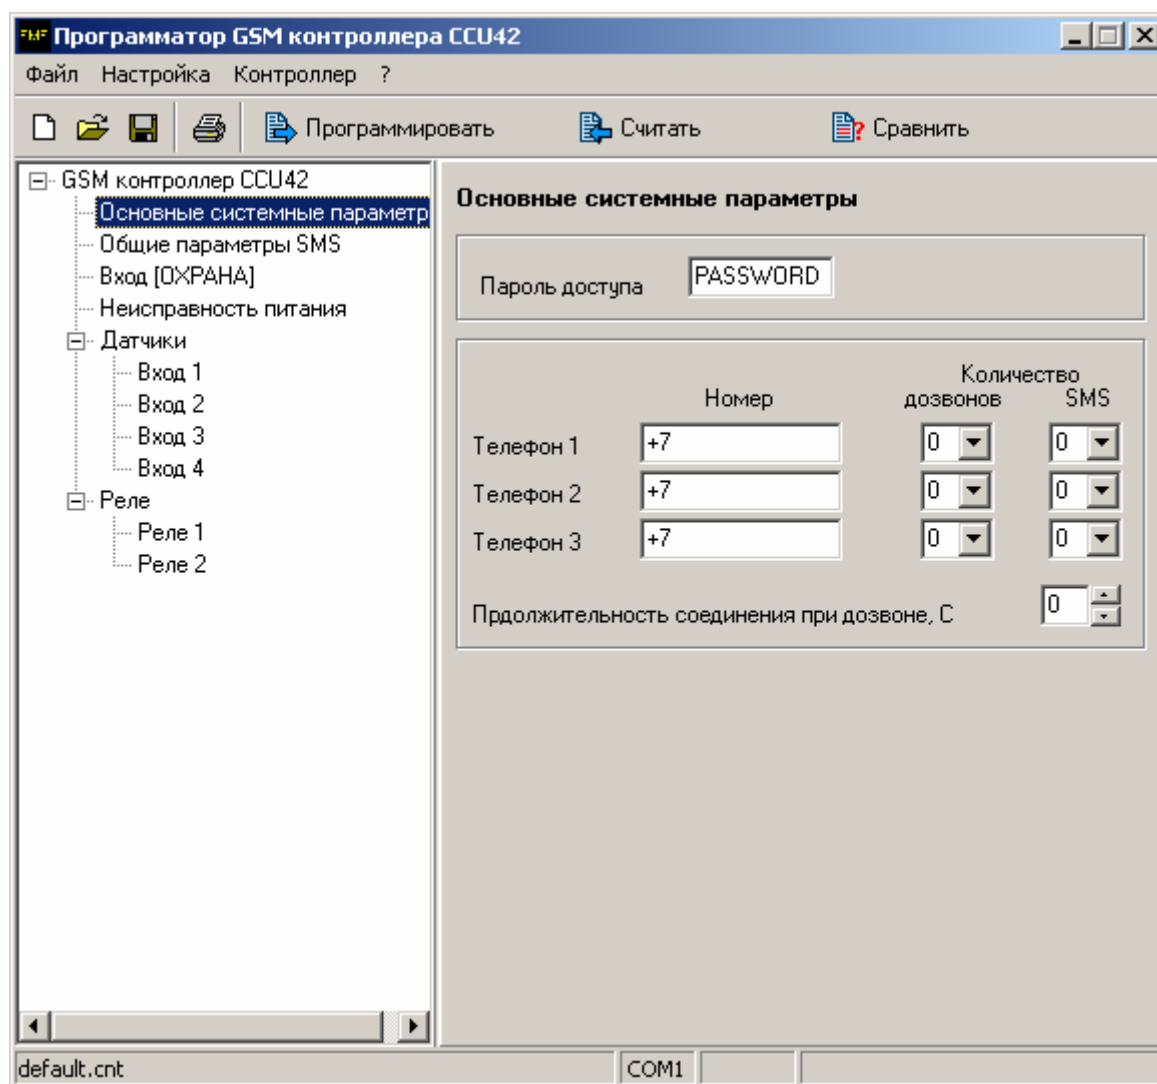 Программатор GSM контроллера CCU42
Файл Настройка Контроллер ?
Программировать Считать Сравнить
GSM контроллер CCU42
Основные системные параметр
Общие параметры SMS
Вход [ОХРАНА]
Неисправность питания
Датчики
Вход 1
Вход 2
Вход 3
Вход 4
Реле
Реле 1
Реле 2
Основные системные параметры
Пароль доступа PASSWORD
Количество
Номер дозвонов SMS
Телефон 1 +7 0 0
Телефон 2 +7 0 0
Телефон 3 +7 0 0
Прдолжительность соединения при дозвоне, С 0
default.cnt COM1